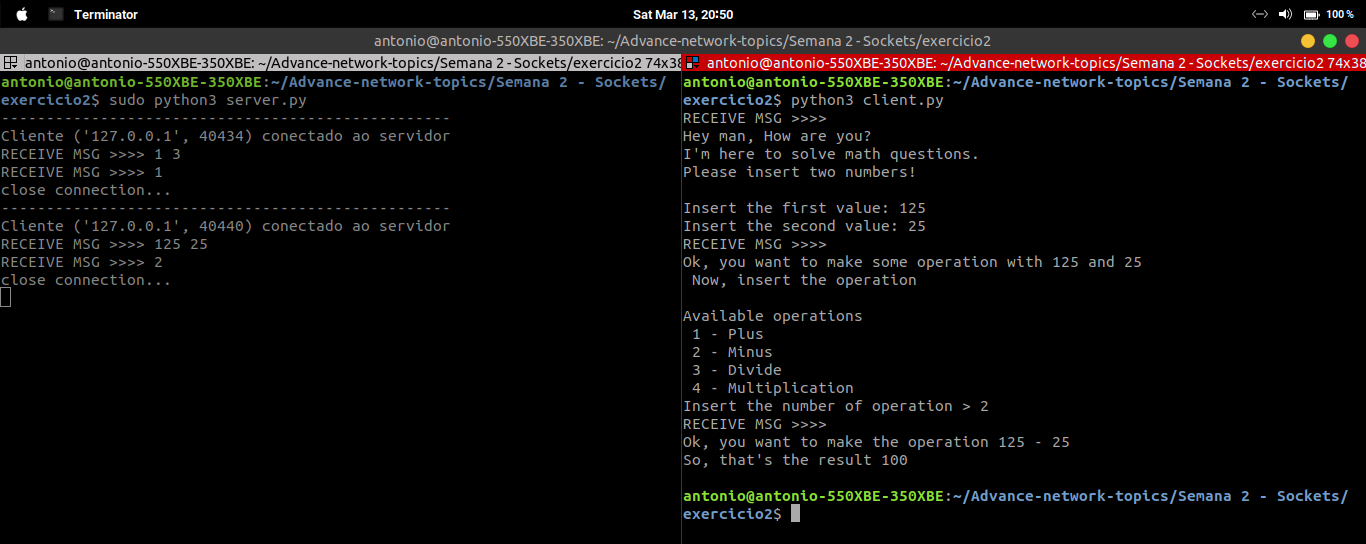 Terminator
Sat Mar 13, 20:50
100 %
antonio@antonio-550XBE-350XBE: ~/Advance-network-topics/Semana 2 - Sockets/exercicio2
antonio@antonio-550XBE-350XBE: ~/Advance-network-topics/Semana 2 - Sockets/exercicio2 74x38
antonio@antonio-550XBE-350XBE:~/Advance-network-topics/Semana 2 - Sockets/
exercicio2$ sudo python3 server.py
--------------------------------------------------
Cliente ('127.0.0.1', 40434) conectado ao servidor
RECEIVE MSG >>>> 1 3
RECEIVE MSG >>>> 1
close connection...
--------------------------------------------------
Cliente ('127.0.0.1', 40440) conectado ao servidor
RECEIVE MSG >>>> 125 25
RECEIVE MSG >>>> 2
close connection...
antonio@antonio-550XBE-350XBE: ~/Advance-network-topics/Semana 2 - Sockets/exercicio2 74x38
antonio@antonio-550XBE-350XBE:~/Advance-network-topics/Semana 2 - Sockets/
exercicio2$ python3 client.py
RECEIVE MSG >>>>
Hey man, How are you?
I'm here to solve math questions.
Please insert two numbers!
Insert the first value: 125
Insert the second value: 25
RECEIVE MSG >>>>
Ok, you want to make some operation with 125 and 25
Now, insert the operation
Available operations
1 - Plus
2 - Minus
3 - Divide
4 - Multiplication
Insert the number of operation > 2
RECEIVE MSG >>>>
Ok, you want to make the operation 125 - 25
So, that's the result 100
antonio@antonio-550XBE-350XBE:~/Advance-network-topics/Semana 2 - Sockets/
exercicio2$